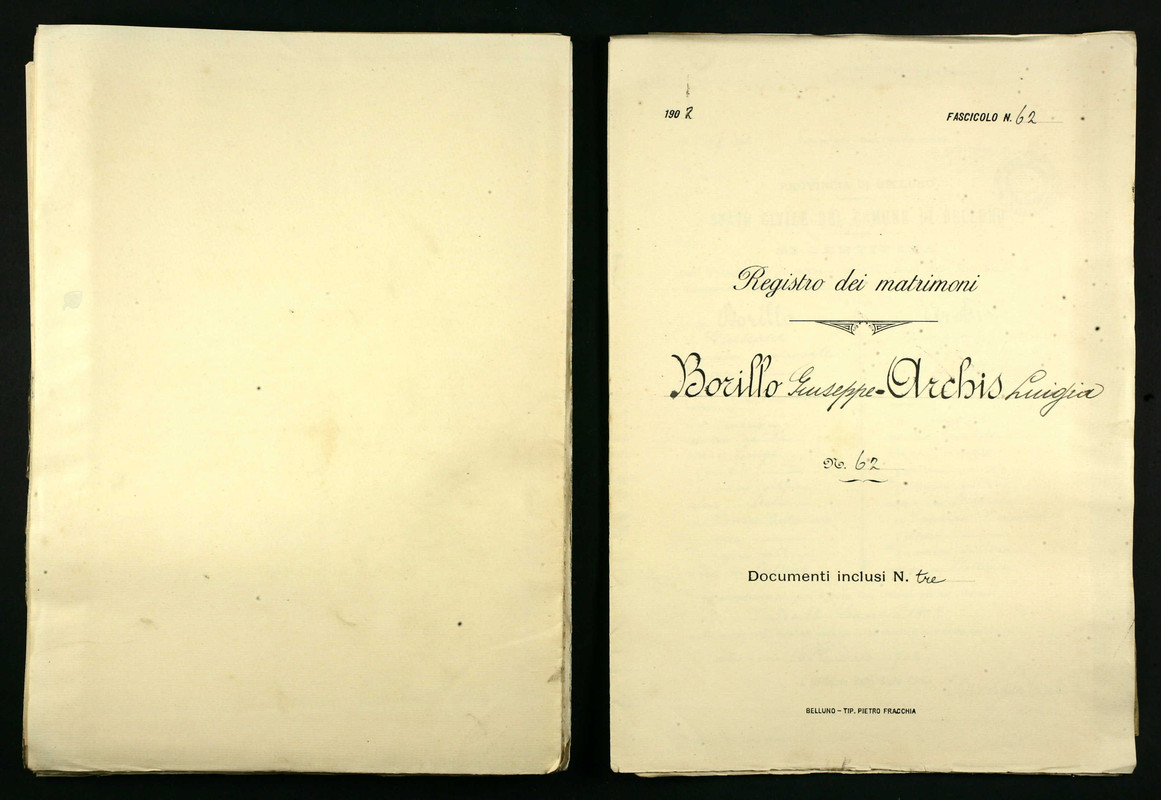 1902 FASCICOLO N. 62
Registro dei matrimoni
Borillo Giuseppe-Archis Luigia
N. 62
Documenti inclusi N. tre
BELLUNO - TIP. PIETRO FRACCHIA